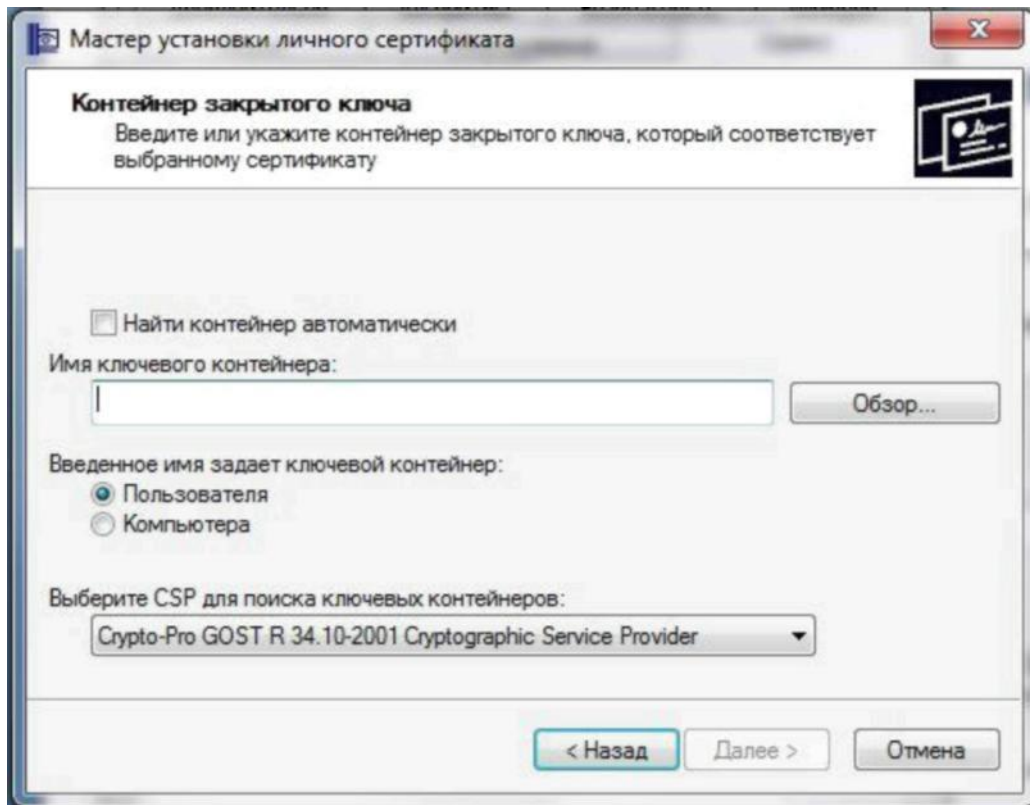 Мастер установки личного сертификата
Контейнер закрытого ключа
Введите или укажите контейнер закрытого ключа, который соответствует
выбранному сертификату
Найти контейнер автоматически
Имя ключевого контейнера:
Обзор...
Введенное имя задает ключевой контейнер:
Пользователя
Компьютера
Выберите CSP для поиска ключевых контейнеров:
Crypto-Pro GOST R 34.10-2001 Cryptographic Service Provider
< Назад
Далее >
Отмена